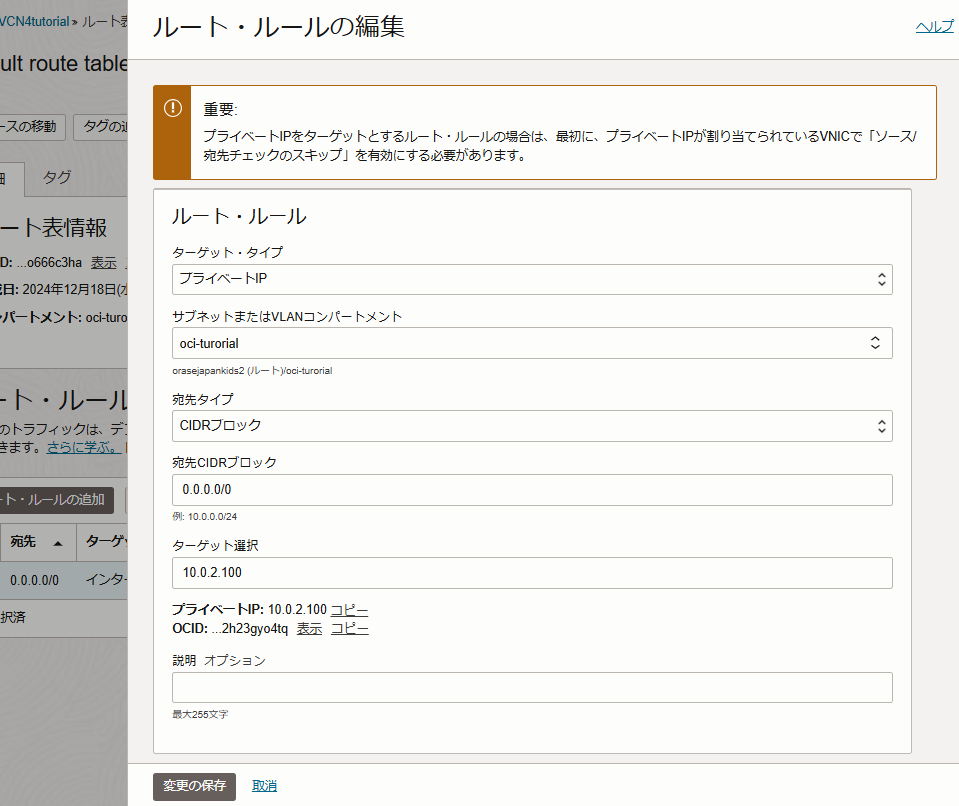 VCN4tutorial » ルート表
ルート・ルールの編集
ヘルプ
ult route table
重要:
プライベートIPをターゲットとするルート・ルールの場合は、最初に、プライベートIPが割り当てられているVNICで「ソース/
宛先チェックのスキップ」を有効にする必要があります。
ースの移動
タグの追
タグ
ルート・ルール
ート表情報
ターゲット・タイプ
プライベートIP
D: ...o666c3ha 表示
成日: 2024年12月18日(水
ンパートメント: oci-turo
サブネットまたはVLANコンパートメント
oci-turorial
orasejapankids2 (ルート)/oci-turorial
宛先タイプ
CIDRブロック
ート・ルール
のトラフィックは、デフ
きます。さらに学ぶ。
宛先CIDRブロック
0.0.0.0/0
例: 10.0.0.0/24
ート・ルールの追加
宛先
ターゲッ
0.0.0.0/0
インター
択済
ターゲット選択
10.0.2.100
プライベートIP: 10.0.2.100 コピー
OCID: ...2h23gyo4tq 表示 コピー
説明 オプション
最大255文字
変更の保存
取消